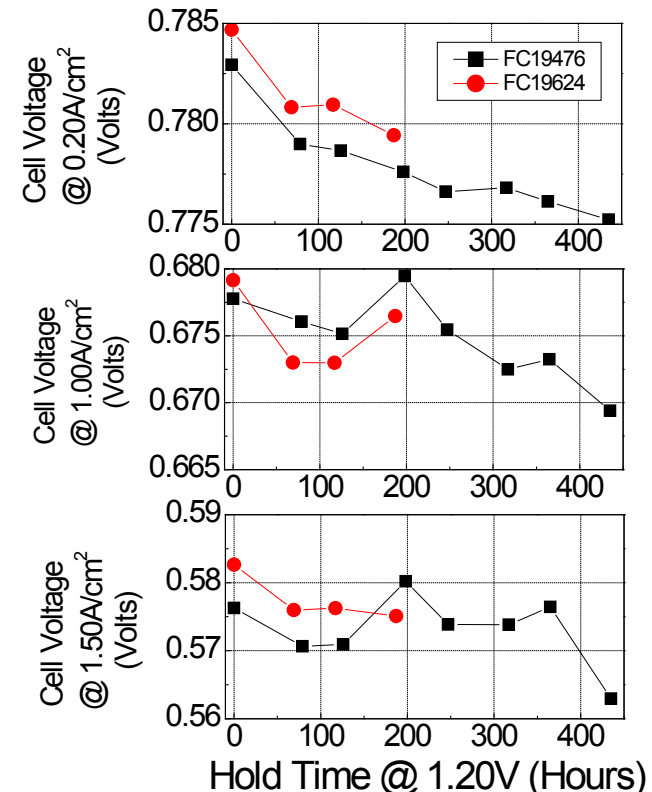 Cell Voltage
@ 0.20A/cm²
(Volts)
0.785
0.780
0.775
FC19476
FC19624
0 100 200 300 400
Cell Voltage
@ 1.00A/cm²
(Volts)
0.680
0.675
0.670
0.665
0 100 200 300 400
Cell Voltage
@ 1.50A/cm²
(Volts)
0.59
0.58
0.57
0.56
0 100 200 300 400
Hold Time @ 1.20V (Hours)